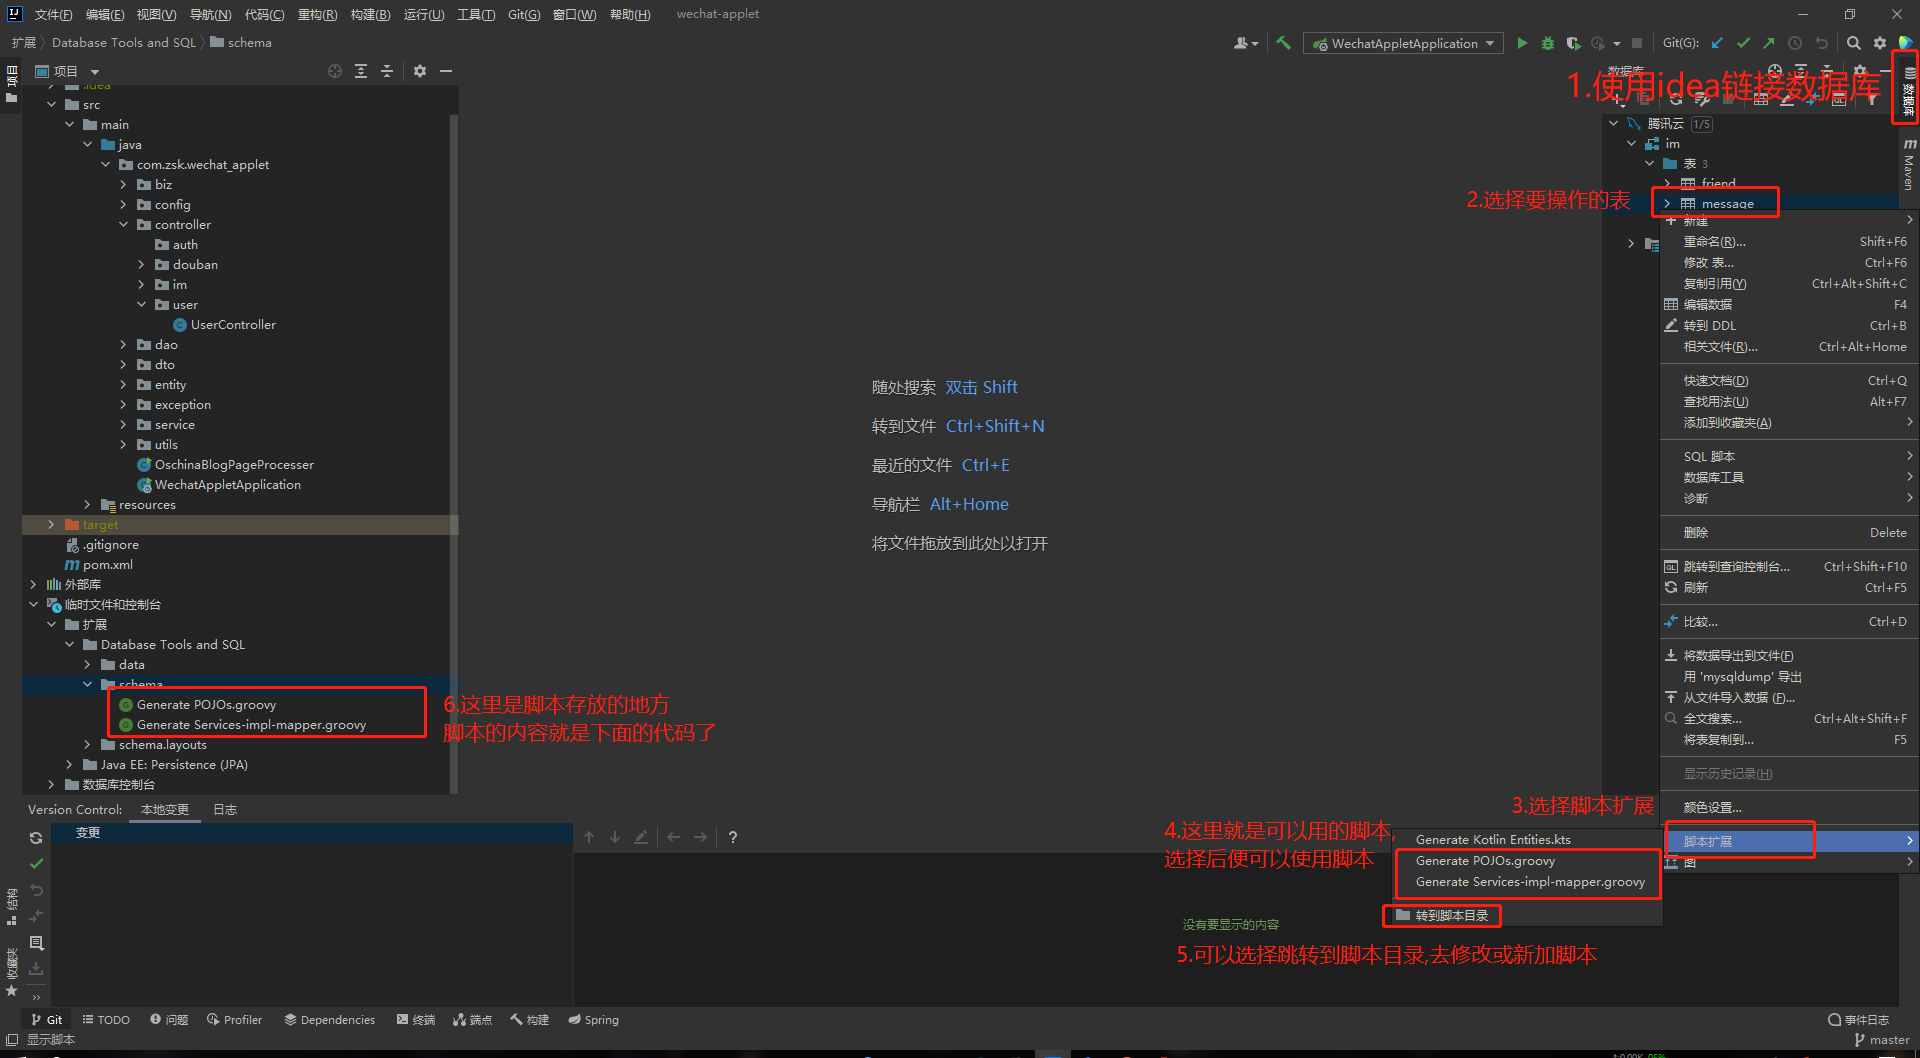 文件(F) 编辑(E) 视图(V) 导航(N) 代码(C) 重构(R) 构建(B) 运行(U) 工具(T) Git(G) 窗口(W) 帮助(H) wechat-applet
扩展 Database Tools and SQL schema
WechatAppletApplication
Git(G):
项目
项目
.idea
src
main
java
com.zsk.wechat_applet
biz
config
controller
auth
douban
im
user
UserController
dao
dto
entity
exception
service
utils
OschinaBlogPageProcesser
WechatAppletApplication
resources
target
.gitignore
pom.xml
外部库
临时文件和控制台
扩展
Database Tools and SQL
data
schema
Generate POJOs.groovy
Generate Services-impl-mapper.groovy
schema.layouts
Java EE: Persistence (JPA)
数据库控制台
6.这里是脚本存放的地方
脚本的内容就是下面的代码了
随处搜索 双击 Shift
转到文件 Ctrl+Shift+N
最近的文件 Ctrl+E
导航栏 Alt+Home
将文件拖放到此处以打开
数据库
1.使用idea链接数据库
数据库
Maven
腾讯云 1/5
im
表 3
friend
2.选择要操作的表
message
新建
重命名(R)... Shift+F6
修改 表... Ctrl+F6
复制引用(Y) Ctrl+Alt+Shift+C
编辑数据 F4
转到 DDL Ctrl+B
相关文件(R)... Ctrl+Alt+Home
快速文档(D) Ctrl+Q
查找用法(U) Alt+F7
添加到收藏夹(A)
SQL 脚本
数据库工具
诊断
删除 Delete
跳转到查询控制台... Ctrl+Shift+F10
刷新 Ctrl+F5
比较... Ctrl+D
将数据导出到文件(F)
用 'mysqldump' 导出
从文件导入数据 (F)...
全文搜索... Ctrl+Alt+Shift+F
将表复制到... F5
显示历史记录(H)
颜色设置...
脚本扩展
图
3.选择脚本扩展
4.这里就是可以用的脚本,
选择后便可以使用脚本
Generate Kotlin Entities.kts
Generate POJOs.groovy
Generate Services-impl-mapper.groovy
转到脚本目录
5.可以选择跳转到脚本目录,去修改或新加脚本
Version Control: 本地变更 日志
变更
没有要显示的内容
结构
收藏夹
Git TODO 问题 Profiler Dependencies 终端 端点 构建 Spring
事件日志
显示脚本
master